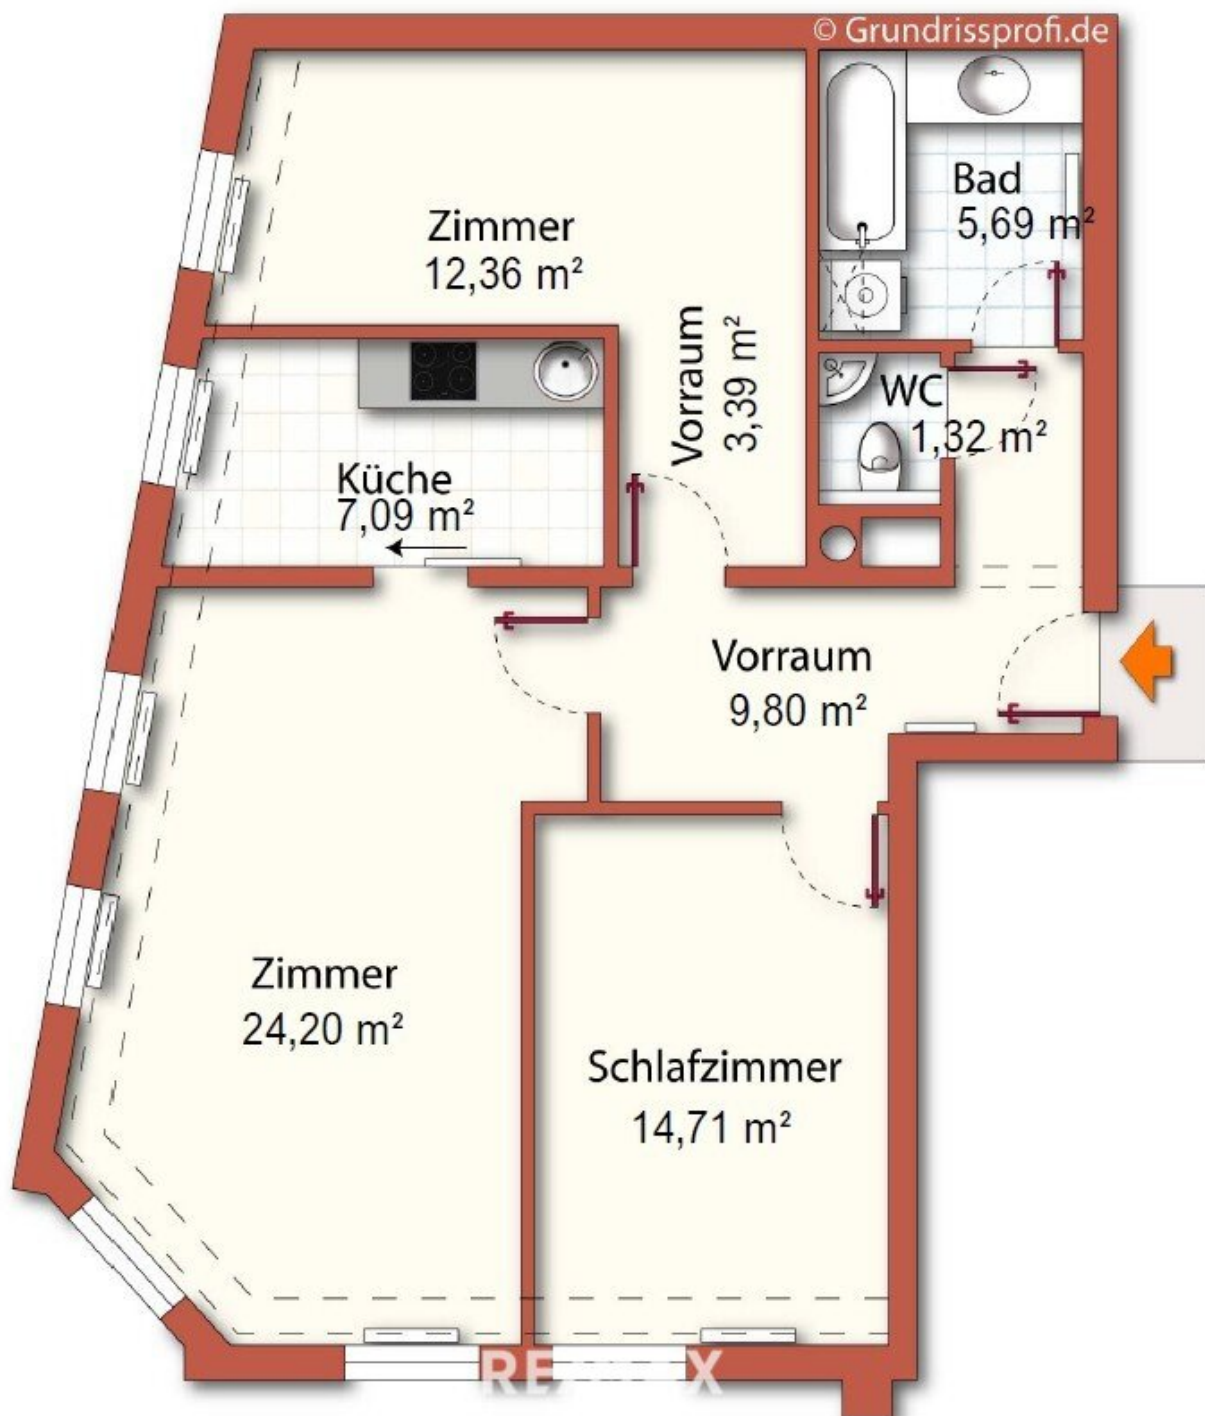 © Grundrissprofi.de
Bad
5,69 m²
Zimmer
12,36 m²
Vorraum
3,39 m²
WC
1,32 m²
Küche
7,09 m²
Vorraum
9,80 m²
Zimmer
24,20 m²
Schlafzimmer
14,71 m²